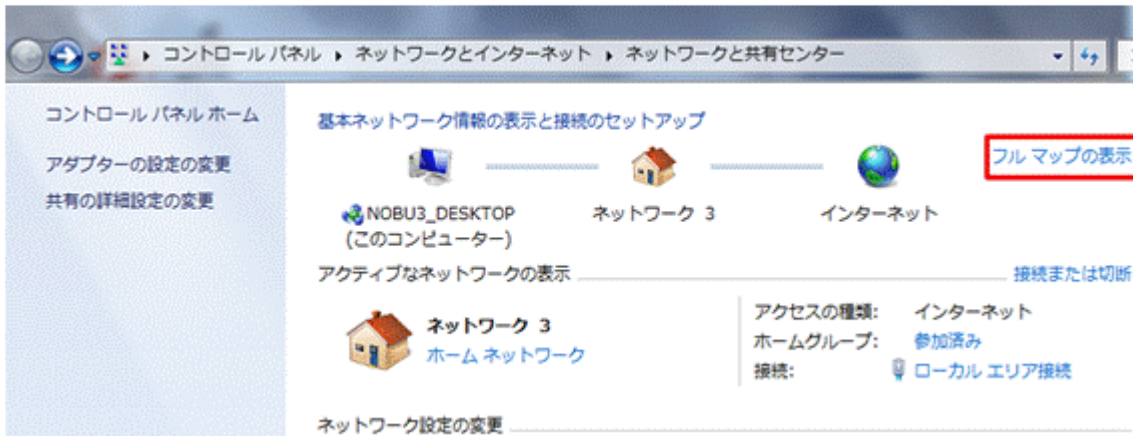 コントロール パネル ▸ ネットワークとインターネット ▸ ネットワークと共有センター
コントロール パネル ホーム
アダプターの設定の変更
共有の詳細設定の変更
基本ネットワーク情報の表示と接続のセットアップ
フル マップの表示
NOBU3_DESKTOP
(このコンピューター)
ネットワーク 3
インターネット
アクティブなネットワークの表示
接続または切断
ネットワーク 3
ホーム ネットワーク
アクセスの種類: インターネット
ホームグループ: 参加済み
接続: ローカル エリア接続
ネットワーク設定の変更